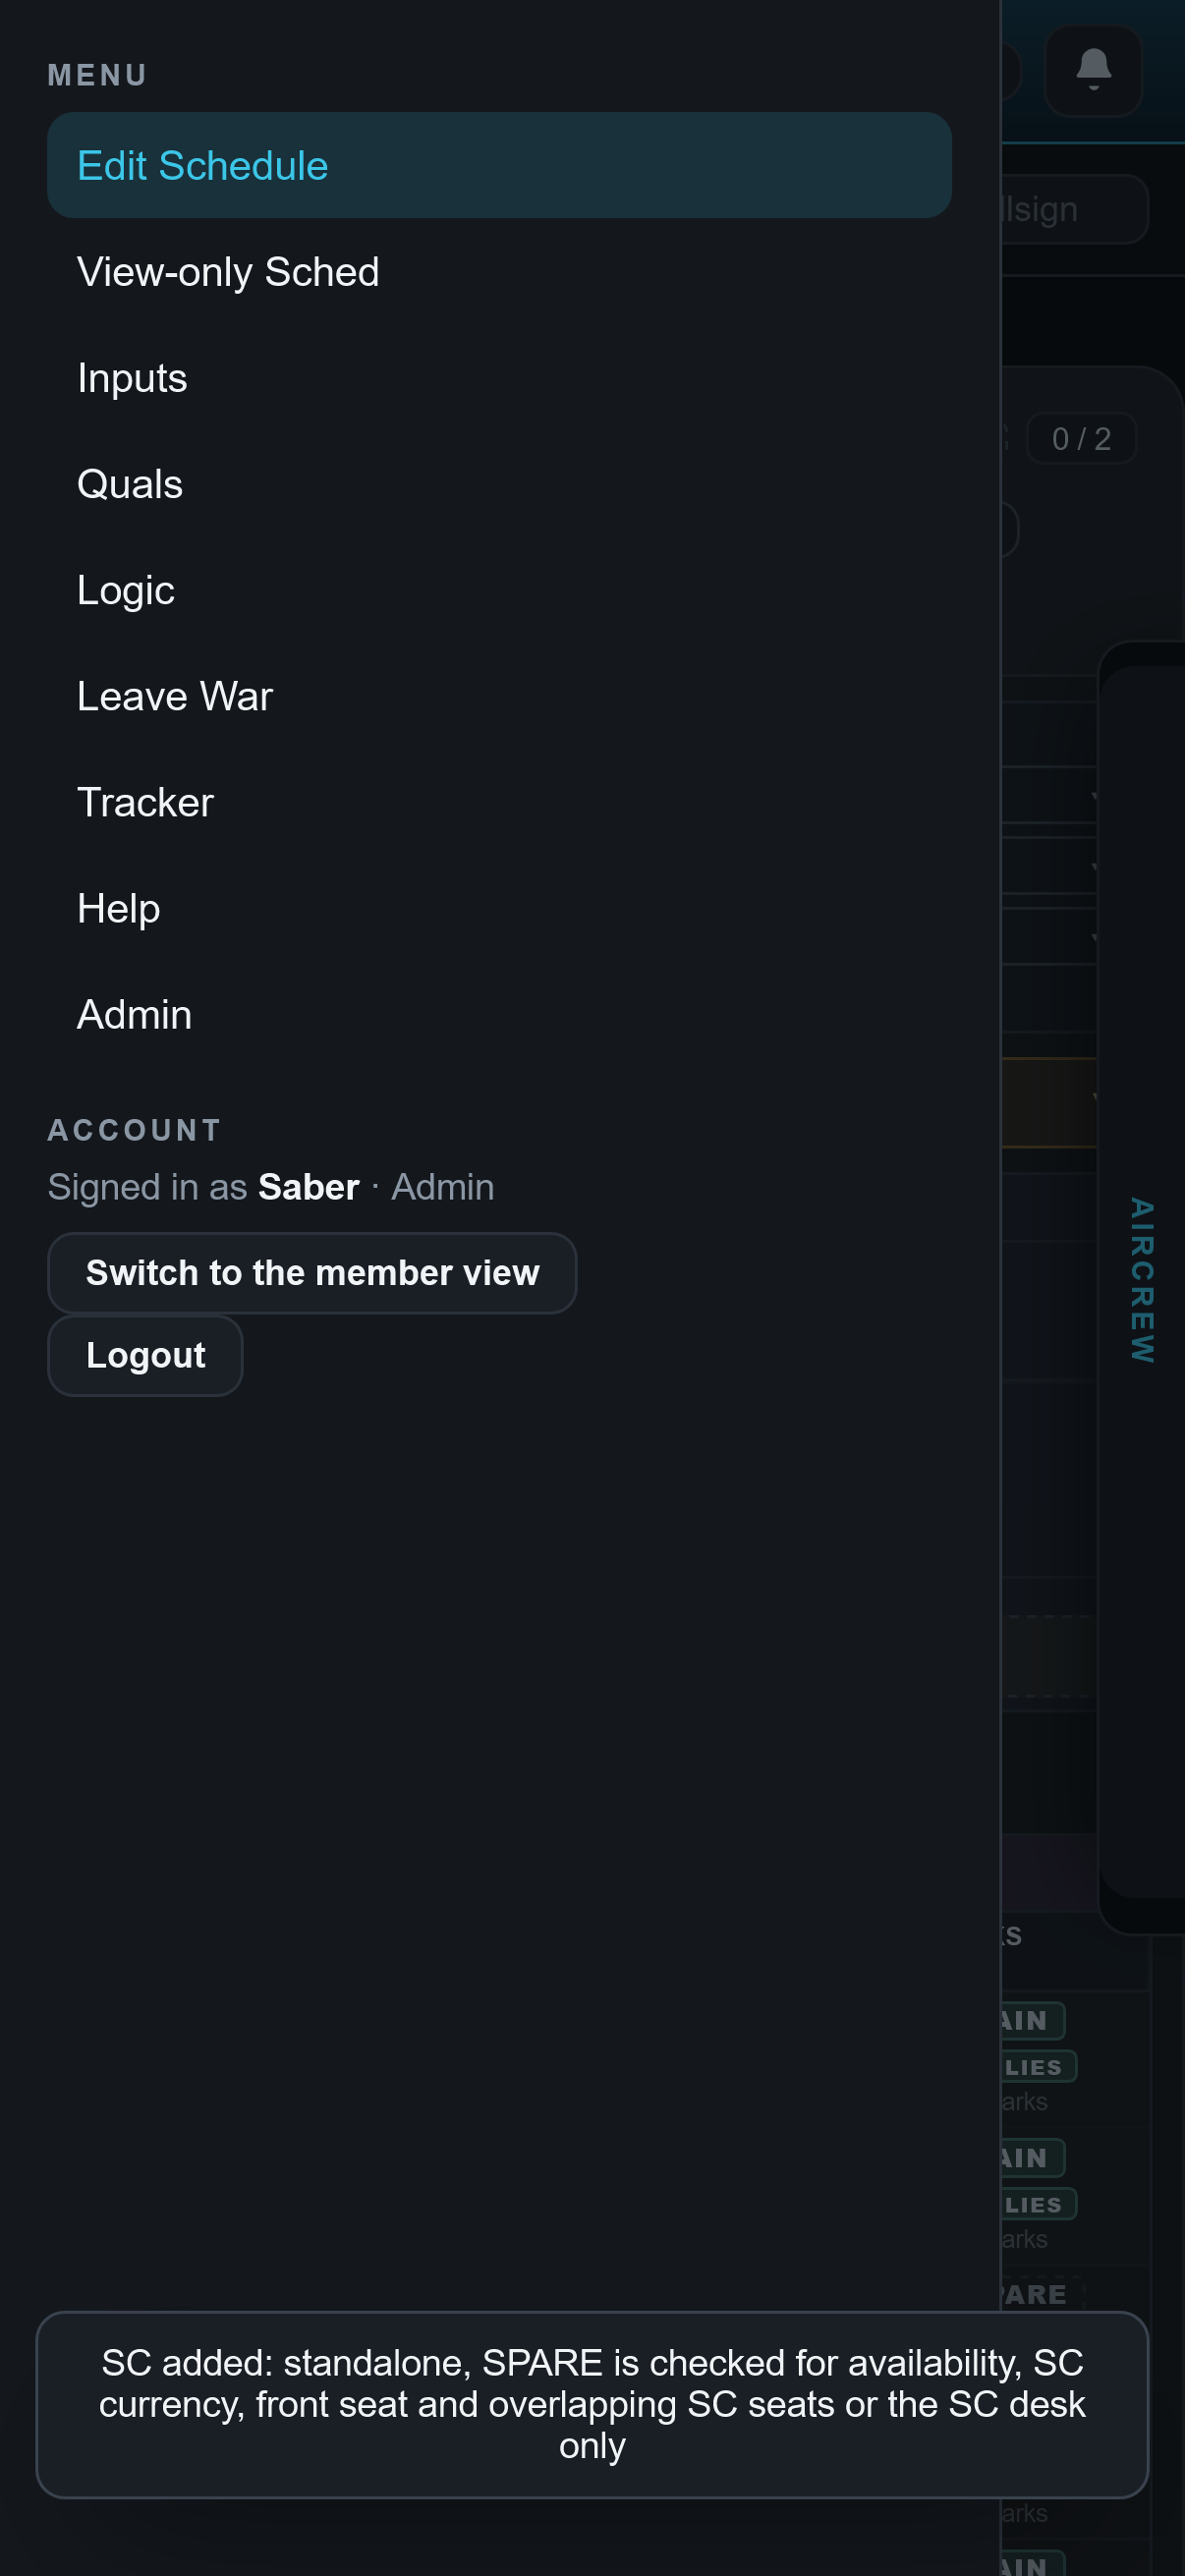 MENU
Edit Schedule
View-only Sched
Inputs
Quals
Logic
Leave War
Tracker
Help
Admin
ACCOUNT
Signed in as Saber · Admin
Switch to the member view
Logout
0 / 2
AIRCREW
SC added: standalone, SPARE is checked for availability, SC
currency, front seat and overlapping SC seats or the SC desk
only